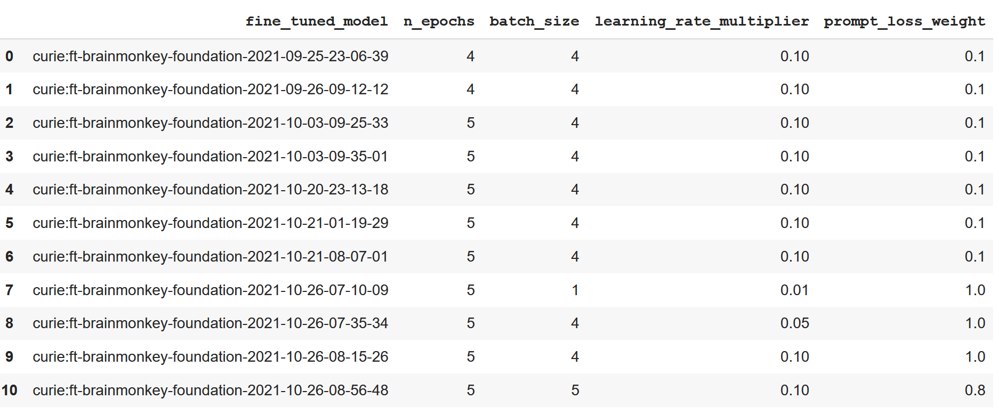 fine_tuned_model n_epochs batch_size learning_rate_multiplier prompt_loss_weight
0 curie:ft-brainmonkey-foundation-2021-09-25-23-06-39 4 4 0.10 0.1
1 curie:ft-brainmonkey-foundation-2021-09-26-09-12-12 4 4 0.10 0.1
2 curie:ft-brainmonkey-foundation-2021-10-03-09-25-33 5 4 0.10 0.1
3 curie:ft-brainmonkey-foundation-2021-10-03-09-35-01 5 4 0.10 0.1
4 curie:ft-brainmonkey-foundation-2021-10-20-23-13-18 5 4 0.10 0.1
5 curie:ft-brainmonkey-foundation-2021-10-21-01-19-29 5 4 0.10 0.1
6 curie:ft-brainmonkey-foundation-2021-10-21-08-07-01 5 4 0.10 0.1
7 curie:ft-brainmonkey-foundation-2021-10-26-07-10-09 5 1 0.01 1.0
8 curie:ft-brainmonkey-foundation-2021-10-26-07-35-34 5 4 0.05 1.0
9 curie:ft-brainmonkey-foundation-2021-10-26-08-15-26 5 4 0.10 1.0
10 curie:ft-brainmonkey-foundation-2021-10-26-08-56-48 5 5 0.10 0.8